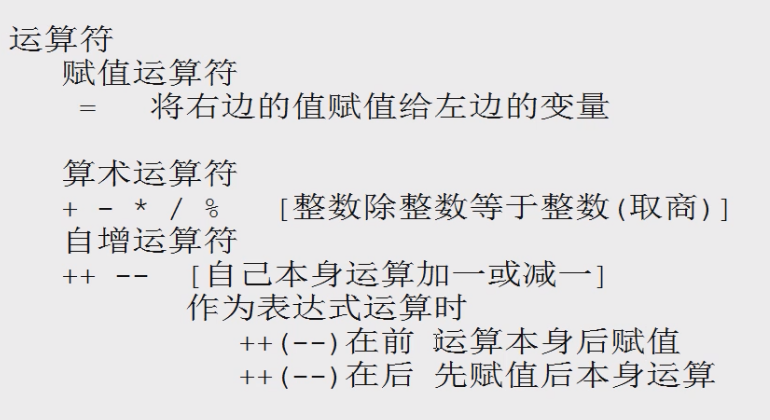 运算符
赋值运算符
= 将右边的值赋值给左边的变量
算术运算符
+ - * / % [整数除整数等于整数(取商)]
自增运算符
++ -- [自己本身运算加一或减一]
作为表达式运算时
++(--)在前 运算本身后赋值
++(--)在后 先赋值后本身运算